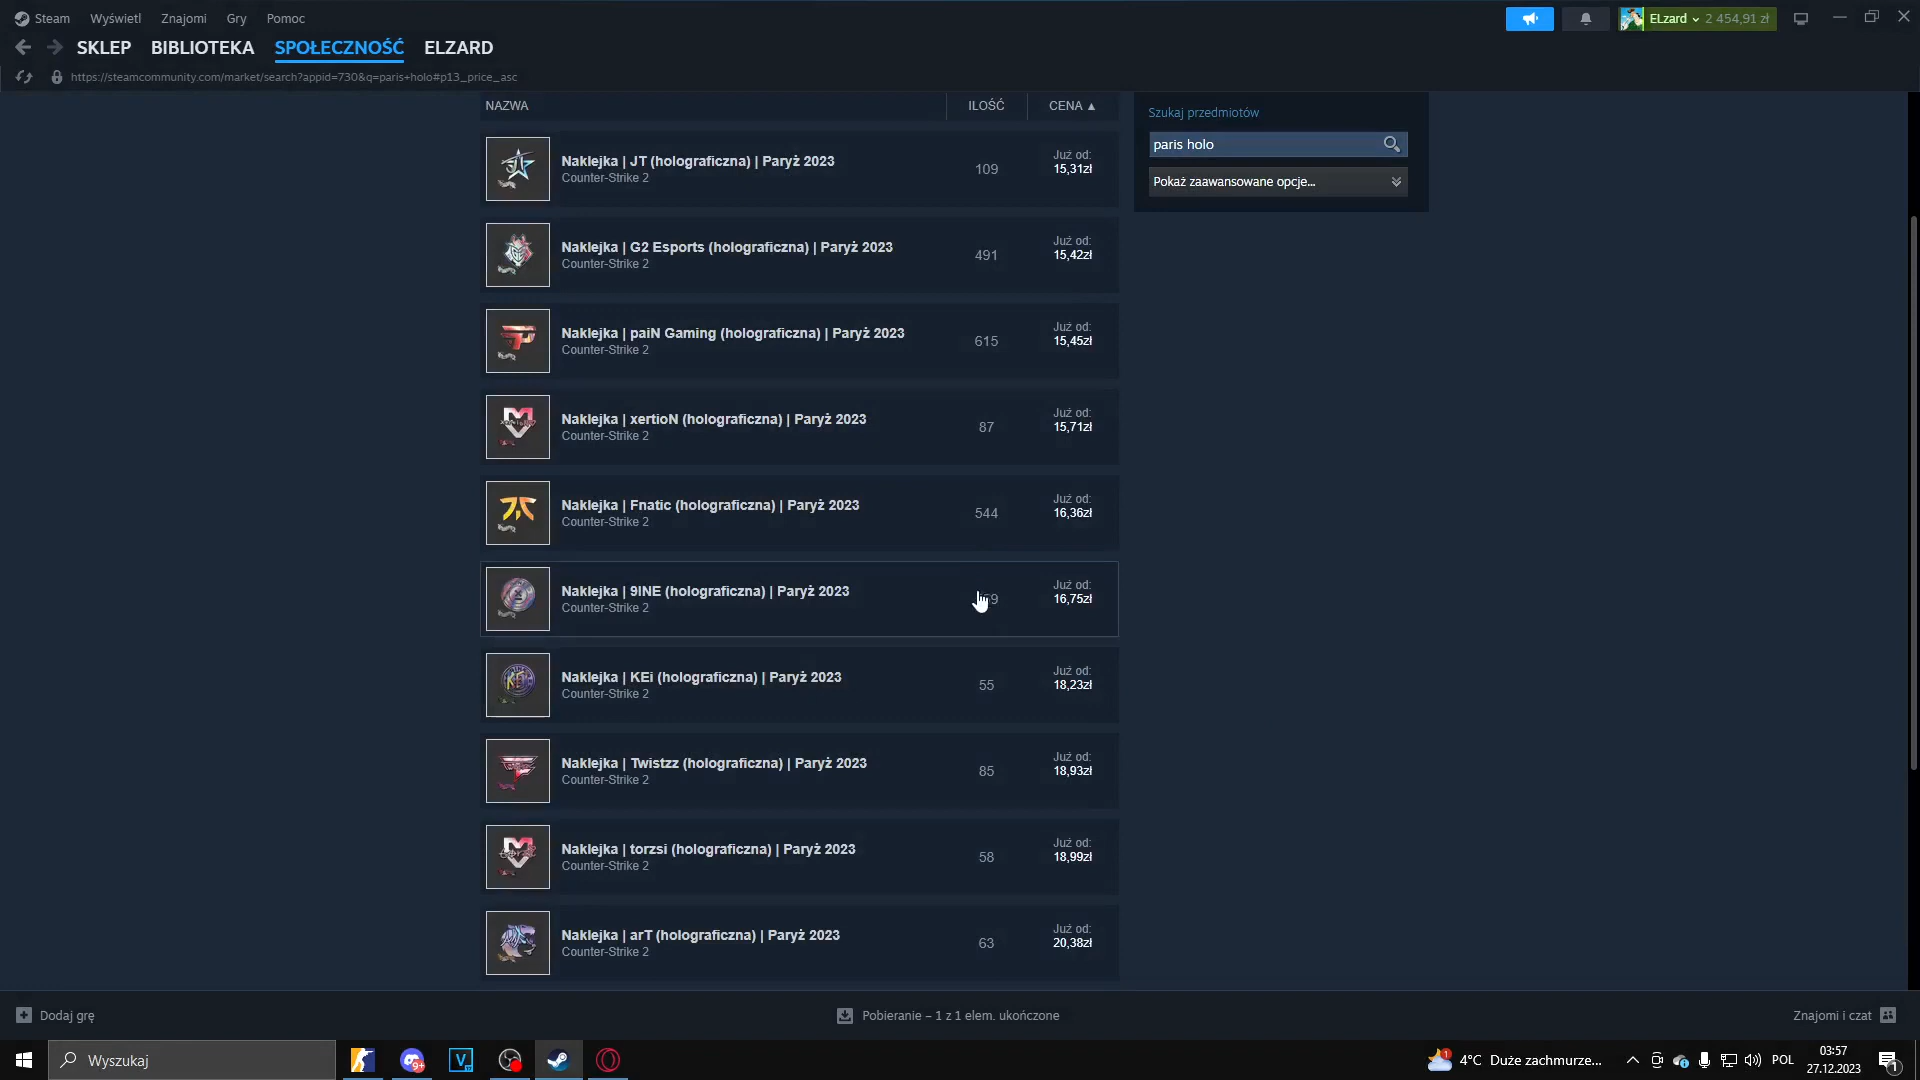 Steam Wyświetl Znajomi Gry Pomoc
ELzard 2 454,91 zł
SKLEP BIBLIOTEKA SPOŁECZNOŚĆ ELZARD
https://steamcommunity.com/market/search?appid=730&q=paris+holo#p13_price_asc
NAZWA ILOŚĆ CENA ▲
Szukaj przedmiotów
paris holo
Pokaż zaawansowane opcje...
Naklejka | JT (holograficzna) | Paryż 2023
Counter-Strike 2
109
Już od:
15,31zł
Naklejka | G2 Esports (holograficzna) | Paryż 2023
Counter-Strike 2
491
Już od:
15,42zł
Naklejka | paiN Gaming (holograficzna) | Paryż 2023
Counter-Strike 2
615
Już od:
15,45zł
Naklejka | xertioN (holograficzna) | Paryż 2023
Counter-Strike 2
87
Już od:
15,71zł
Naklejka | Fnatic (holograficzna) | Paryż 2023
Counter-Strike 2
544
Już od:
16,36zł
Naklejka | 9INE (holograficzna) | Paryż 2023
Counter-Strike 2
Już od:
16,75zł
Naklejka | KEi (holograficzna) | Paryż 2023
Counter-Strike 2
55
Już od:
18,23zł
Naklejka | Twistzz (holograficzna) | Paryż 2023
Counter-Strike 2
85
Już od:
18,93zł
Naklejka | torzsi (holograficzna) | Paryż 2023
Counter-Strike 2
58
Już od:
18,99zł
Naklejka | arT (holograficzna) | Paryż 2023
Counter-Strike 2
63
Już od:
20,38zł
Dodaj grę
Pobieranie – 1 z 1 elem. ukończone
Znajomi i czat
Wyszukaj
9+
V
1
4°C Duże zachmurze...
POL
03:57
27.12.2023
1